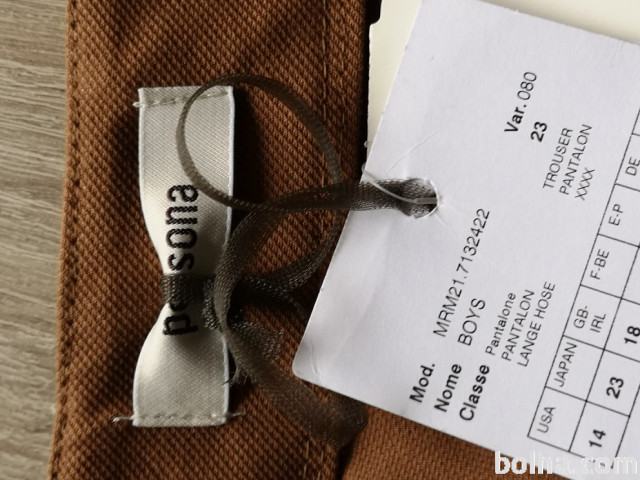 persona
Var. 080
23
TROUSER
PANTALON
XXXX
Mod. MRM21.7132422
Nome BOYS
Classe Pantalone
PANTALON
LANGE HOSE
USA JAPAN GB-IRL F-BE E-P DE
14 23 18